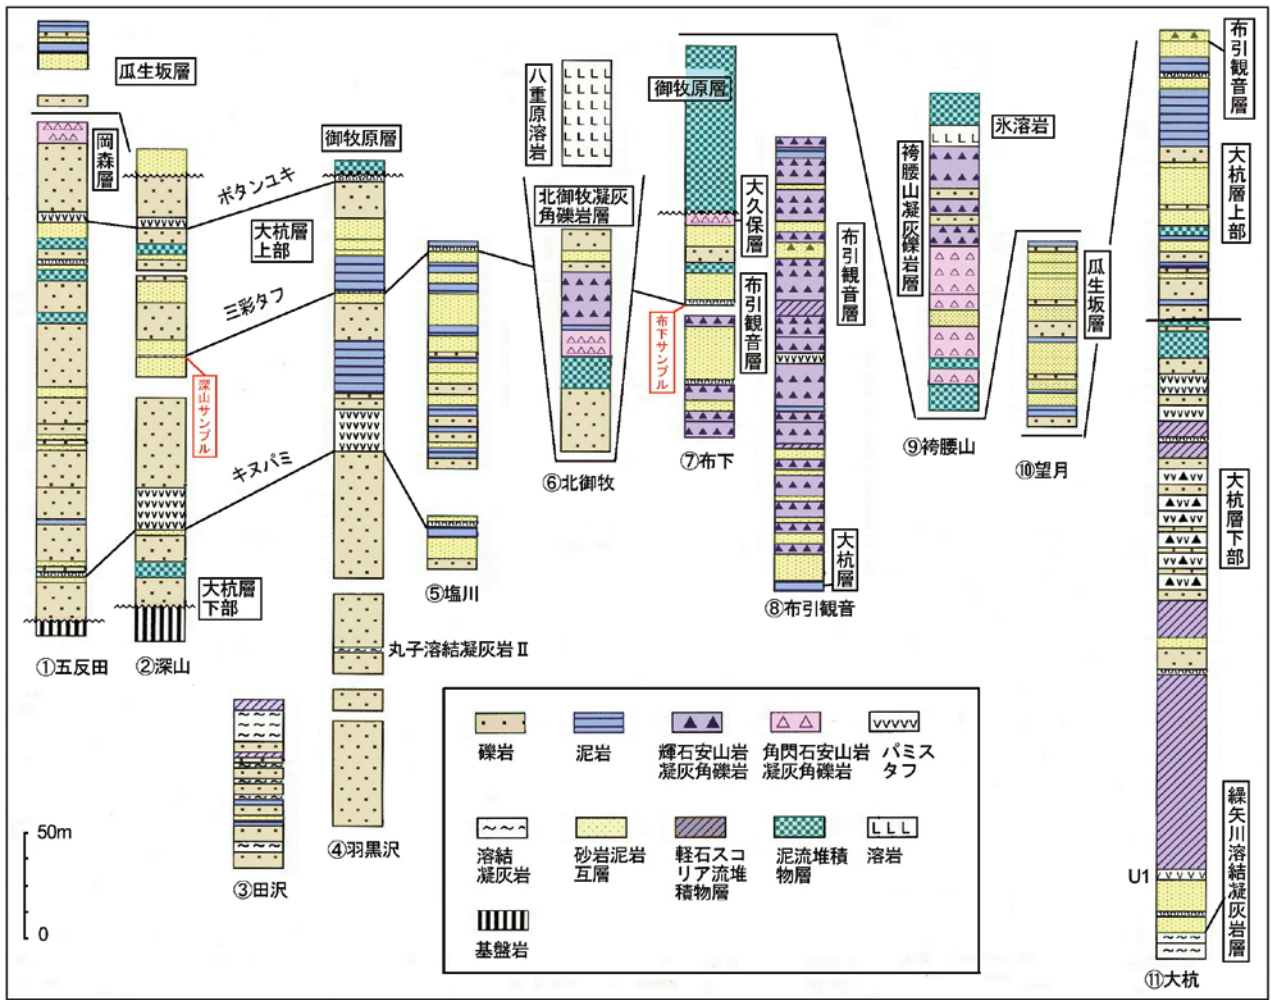 瓜生坂層
岡森層
ボタンユキ
三彩タフ
深山サンプル
キヌバミ
大杭層
下部
①五反田
②深山
御牧原層
大杭層
上部
丸子溶結凝灰岩Ⅱ
③田沢
④羽黒沢
⑤塩川
八重原溶岩
北御牧凝灰
角礫岩層
⑥北御牧
御牧原層
大久保層
布引観音層
布下サンプル
⑦布下
布引観音層
大杭層
⑧布引観音
袴腰山凝灰角礫岩層
氷溶岩
⑨袴腰山
瓜生坂層
⑩望月
布引観音層
大杭層上部
大杭層下部
繰矢川溶結凝灰岩層
U1
⑪大杭
50m
0
礫岩
泥岩
輝石安山岩
凝灰角礫岩
角閃石安山岩
凝灰角礫岩
パミス
タフ
溶結
凝灰岩
砂岩泥岩
互層
軽石スコ
リア流堆
積物層
泥流堆積
物層
溶岩
基盤岩